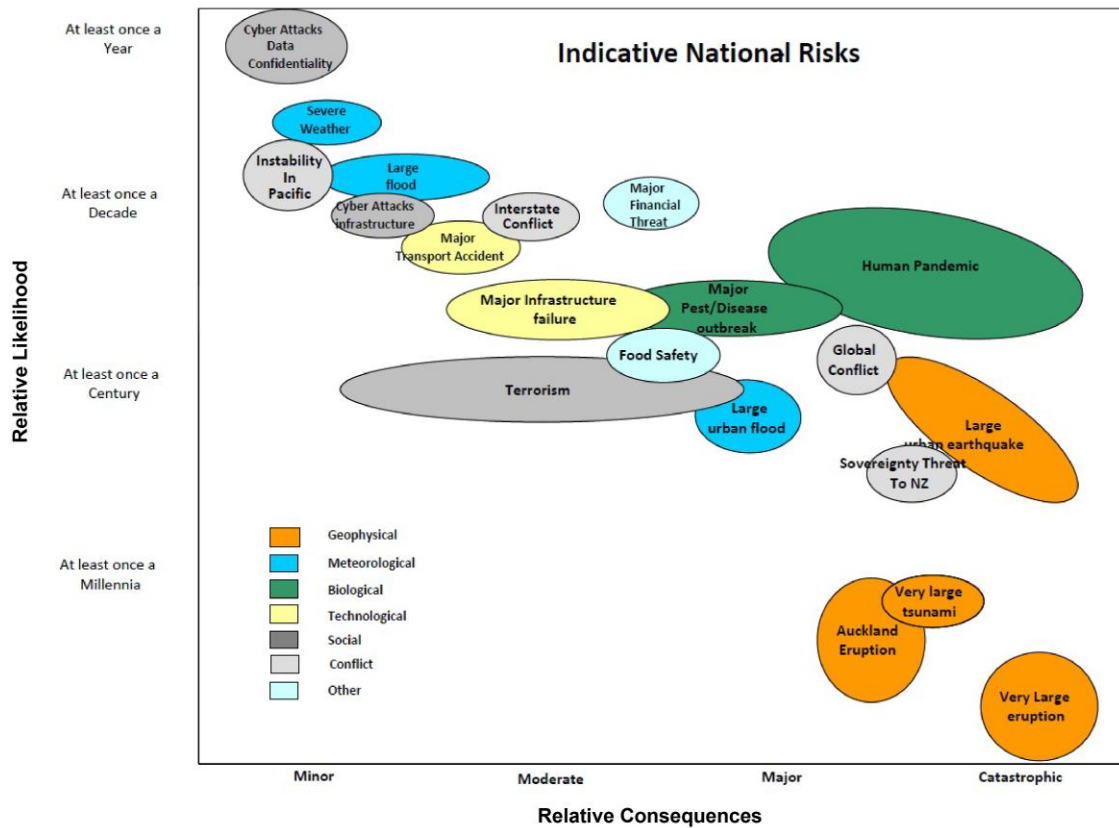 Indicative National Risks
At least once a
Year
At least once a
Decade
At least once a
Century
At least once a
Millennia
Relative Likelihood
Cyber Attacks
Data
Confidentiality
Severe
Weather
Instability
In
Pacific
Large
flood
Cyber Attacks
infrastructure
Interstate
Conflict
Major
Financial
Threat
Major
Transport Accident
Human Pandemic
Major Infrastructure
failure
Major
Pest/Disease
outbreak
Food Safety
Global
Conflict
Terrorism
Large
urban flood
Large
urban earthquake
Sovereignty Threat
To NZ
Geophysical
Meteorological
Biological
Technological
Social
Conflict
Other
Very large
tsunami
Auckland
Eruption
Very Large
eruption
Minor
Moderate
Major
Catastrophic
Relative Consequences